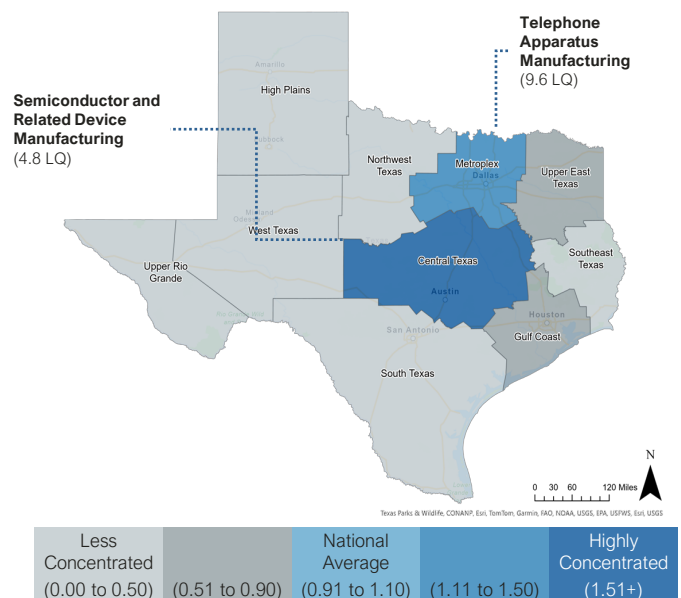 Telephone
Apparatus
Manufacturing
(9.6 LQ)
Semiconductor and
Related Device
Manufacturing
(4.8 LQ)
Amarillo
High Plains
Northwest
Texas
Metroplex
Dallas
Upper East
Texas
West Texas
Central Texas
Austin
Southeast
Texas
Upper Rio
Grande
Houston
Gulf Coast
San Antonio
South Texas
N
0 30 60 120 Miles
Texas Parks & Wildlife, CONANP, Esri, TomTom, Garmin, FAO, NOAA, USGS, EPA, USFWS, Esri, USGS
Less
Concentrated
(0.00 to 0.50)
(0.51 to 0.90)
National
Average
(0.91 to 1.10)
(1.11 to 1.50)
Highly
Concentrated
(1.51+)